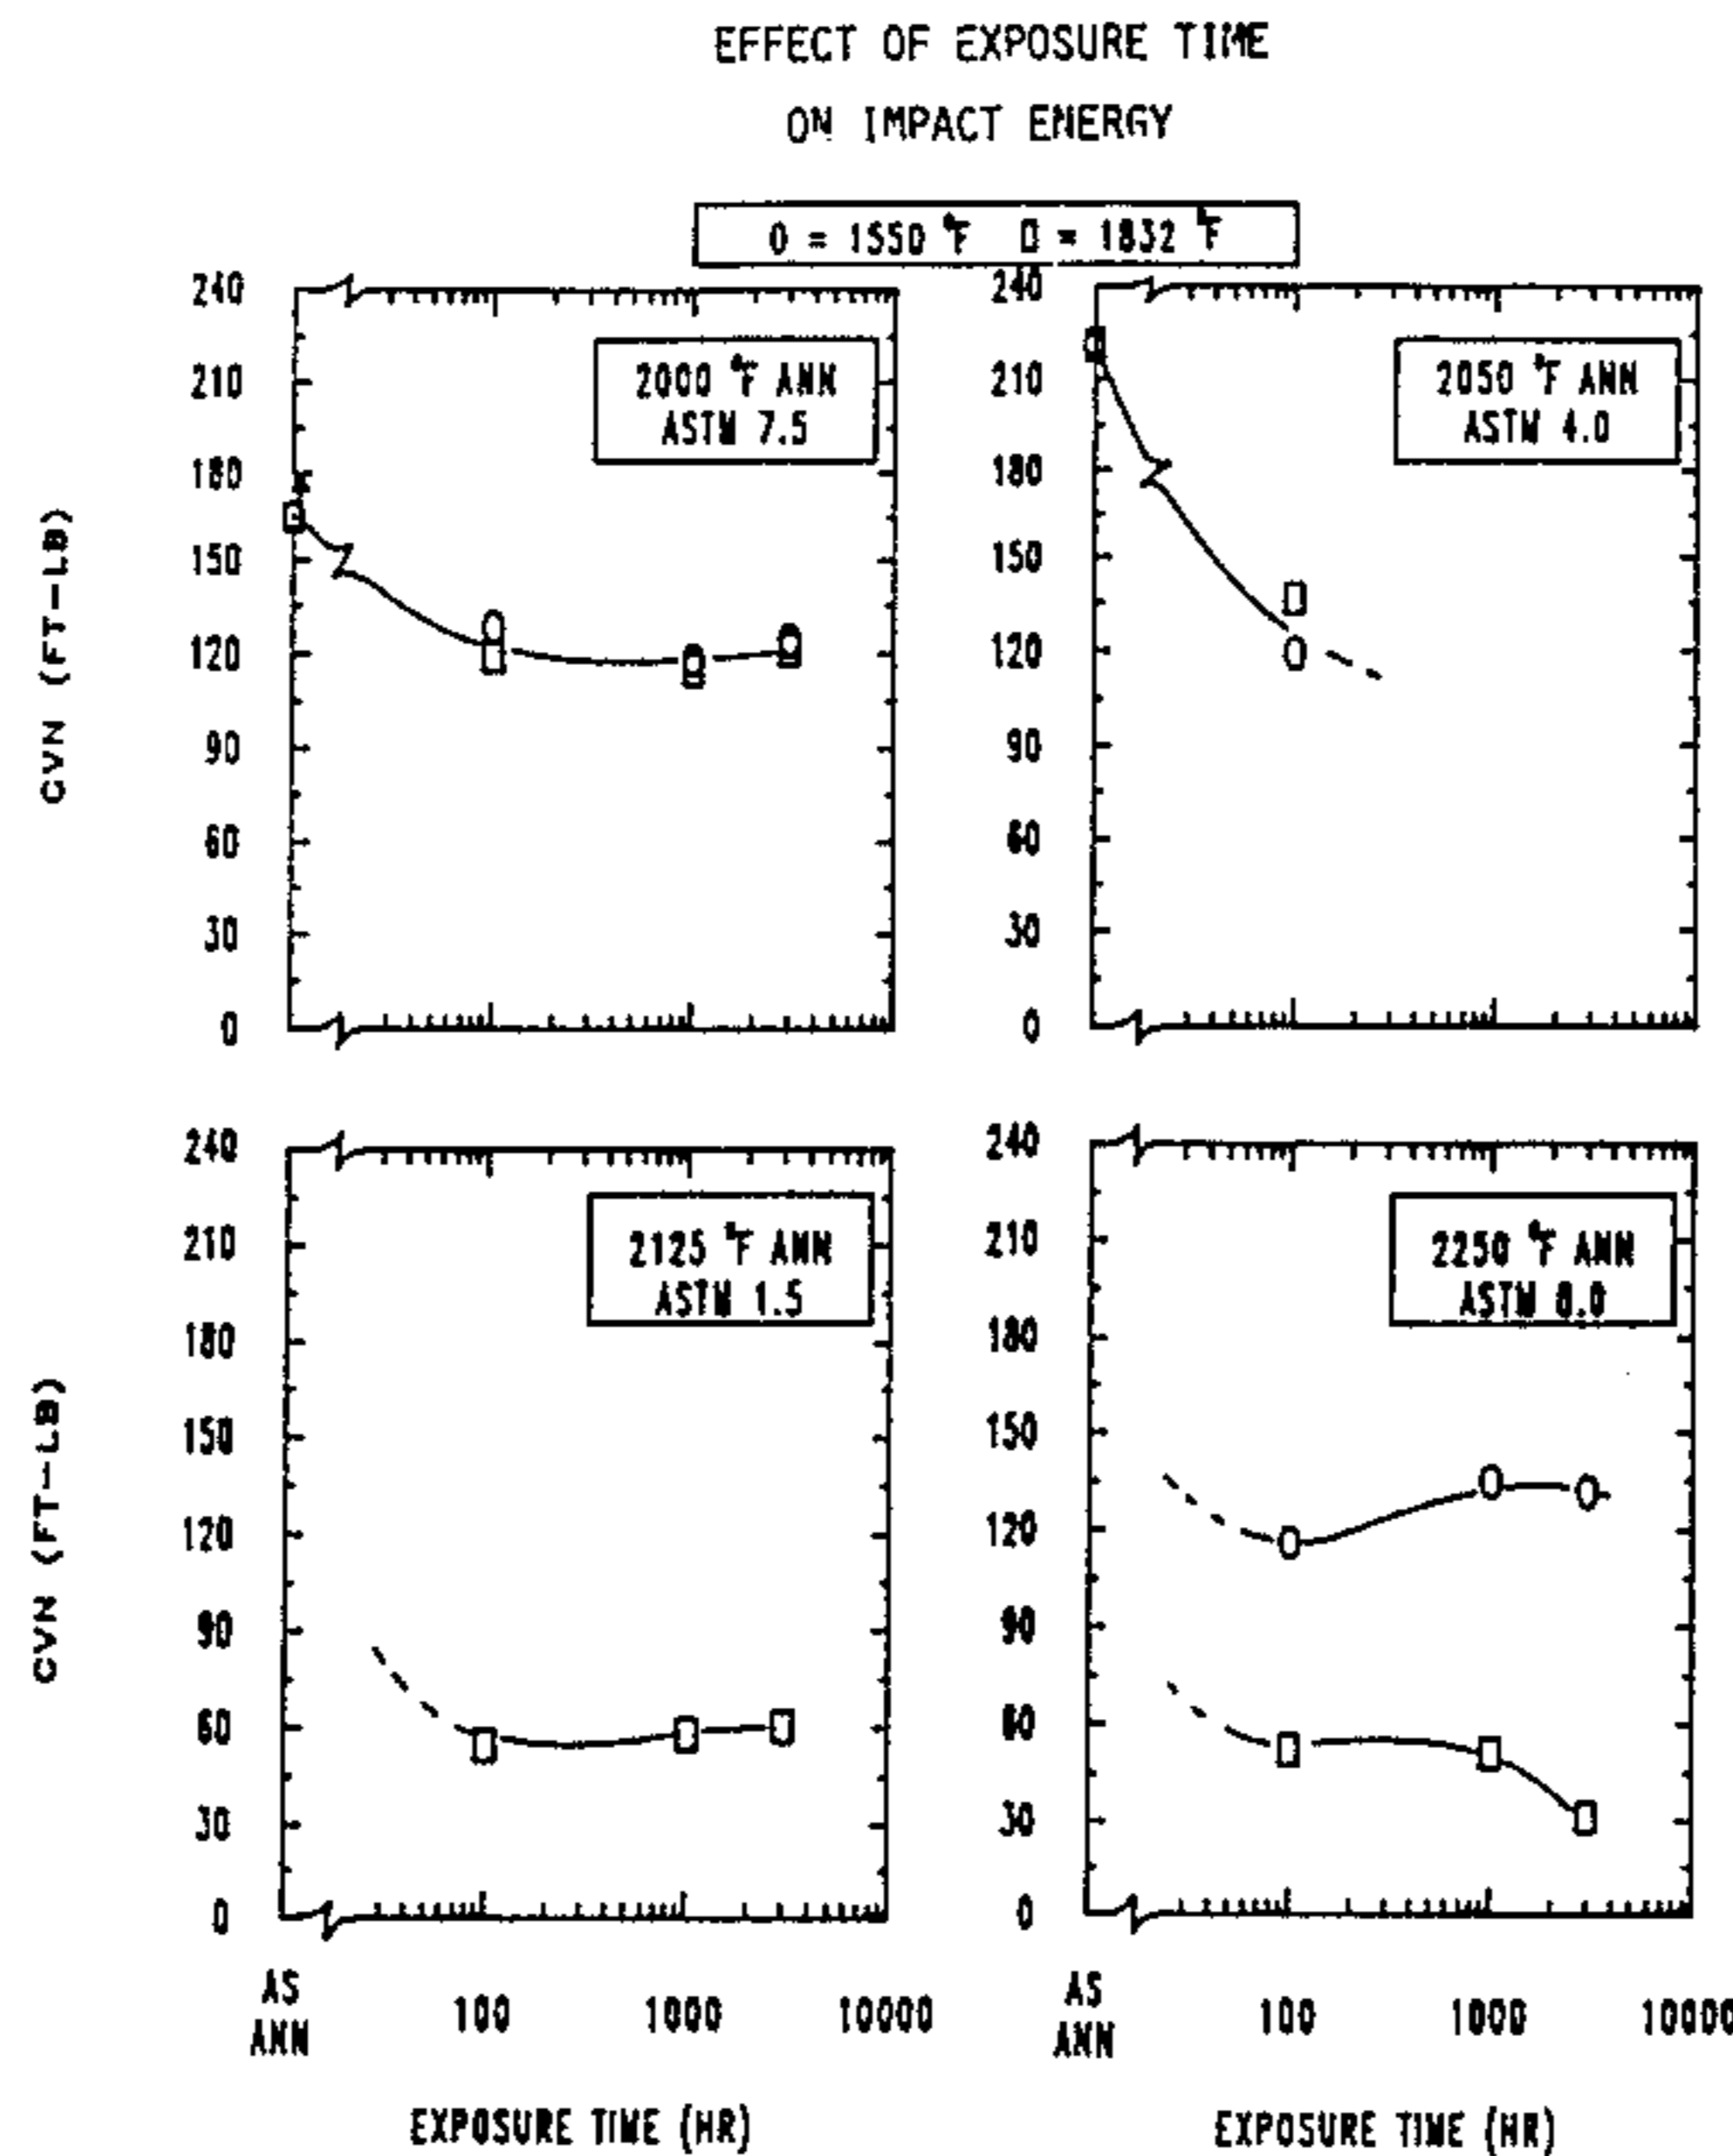 EFFECT OF EXPOSURE TIME
ON IMPACT ENERGY
O = 1550 °F □ = 1832 °F
240
210
180
150
120
90
60
30
0
CVN (FT-LB)
2000 °F ANN
ASTM 7.5
240
210
180
150
120
90
60
30
0
2050 °F ANN
ASTM 4.0
240
210
180
150
120
90
60
30
0
CVN (FT-LB)
2125 °F ANN
ASTM 1.5
AS
ANN
100
1000
10000
EXPOSURE TIME (HR)
240
210
180
150
120
90
60
30
0
2250 °F ANN
ASTM
AS
ANN
100
1000
10000
EXPOSURE TIME (HR)